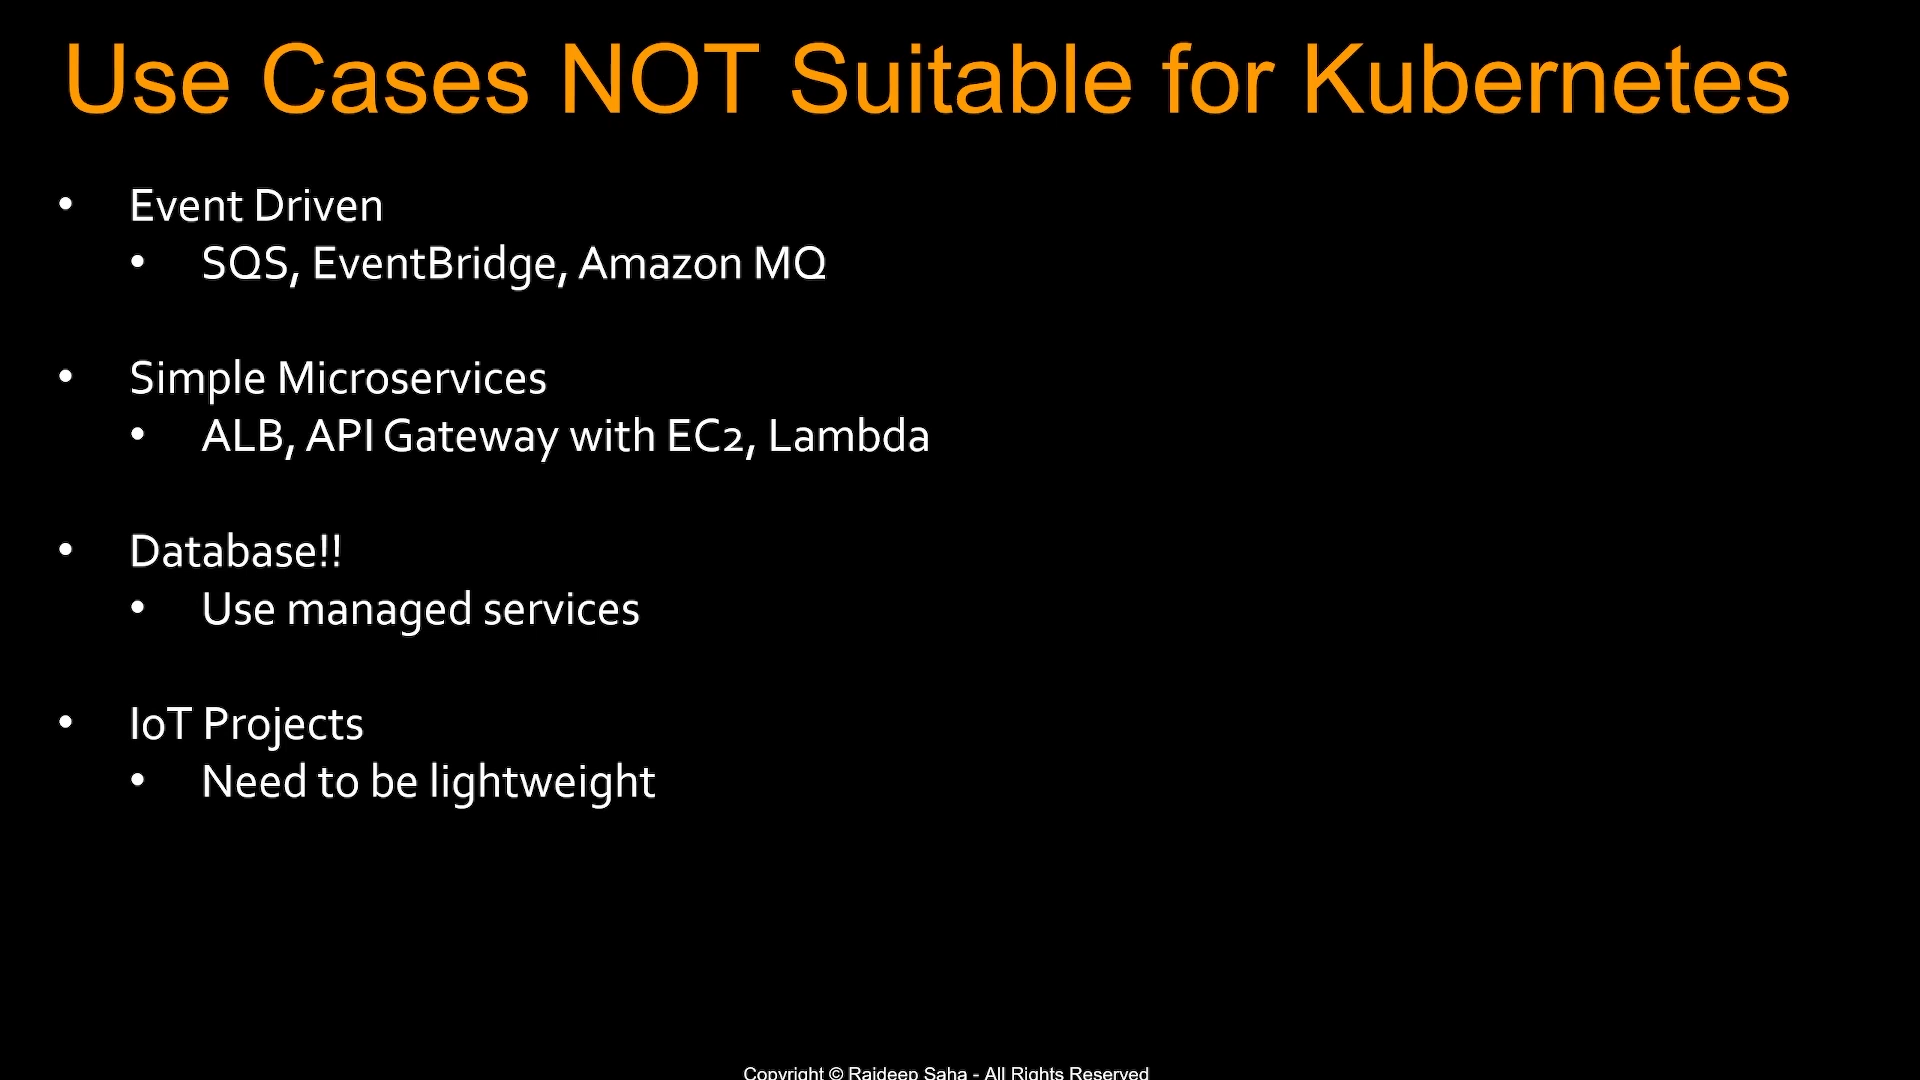 Use Cases NOT Suitable for Kubernetes
• Event Driven
• SQS, EventBridge, Amazon MQ
• Simple Microservices
• ALB, API Gateway with EC2, Lambda
• Database!!
• Use managed services
• IoT Projects
• Need to be lightweight
Copyright © Rajdeep Saha - All Rights Reserved